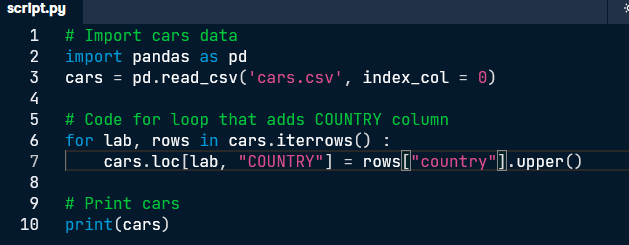 script.py
1 # Import cars data
2 import pandas as pd
3 cars = pd.read_csv('cars.csv', index_col = 0)
4
5 # Code for loop that adds COUNTRY column
6 for lab, rows in cars.iterrows() :
7     cars.loc[lab, "COUNTRY"] = rows["country"].upper()
8
9 # Print cars
10 print(cars)